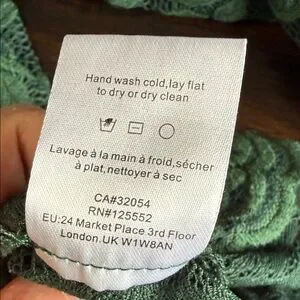 Hand wash cold,lay flat
to dry or dry clean
Lavage à la main à froid,sécher
à plat,nettoyer à sec
CA#32054
RN#125552
EU:24 Market Place 3rd Floor
London.UK W1W8AN